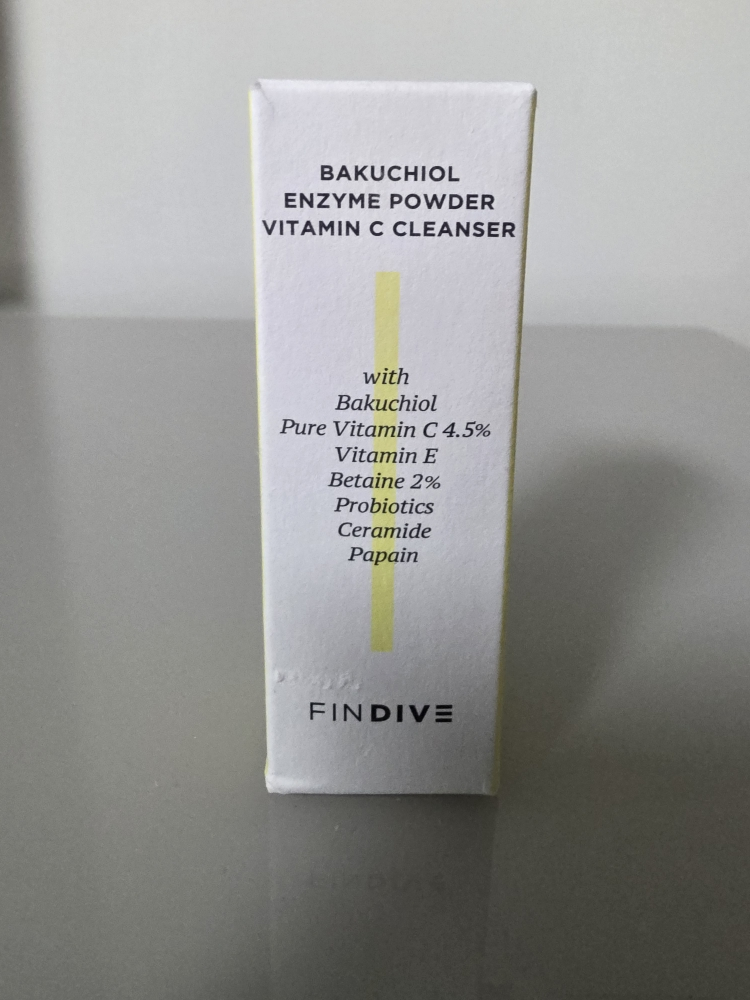 BAKUCHIOL
ENZYME POWDER
VITAMIN C CLEANSER
with
Bakuchiol
Pure Vitamin C 4.5%
Vitamin E
Betaine 2%
Probiotics
Ceramide
Papain
FINDIVE